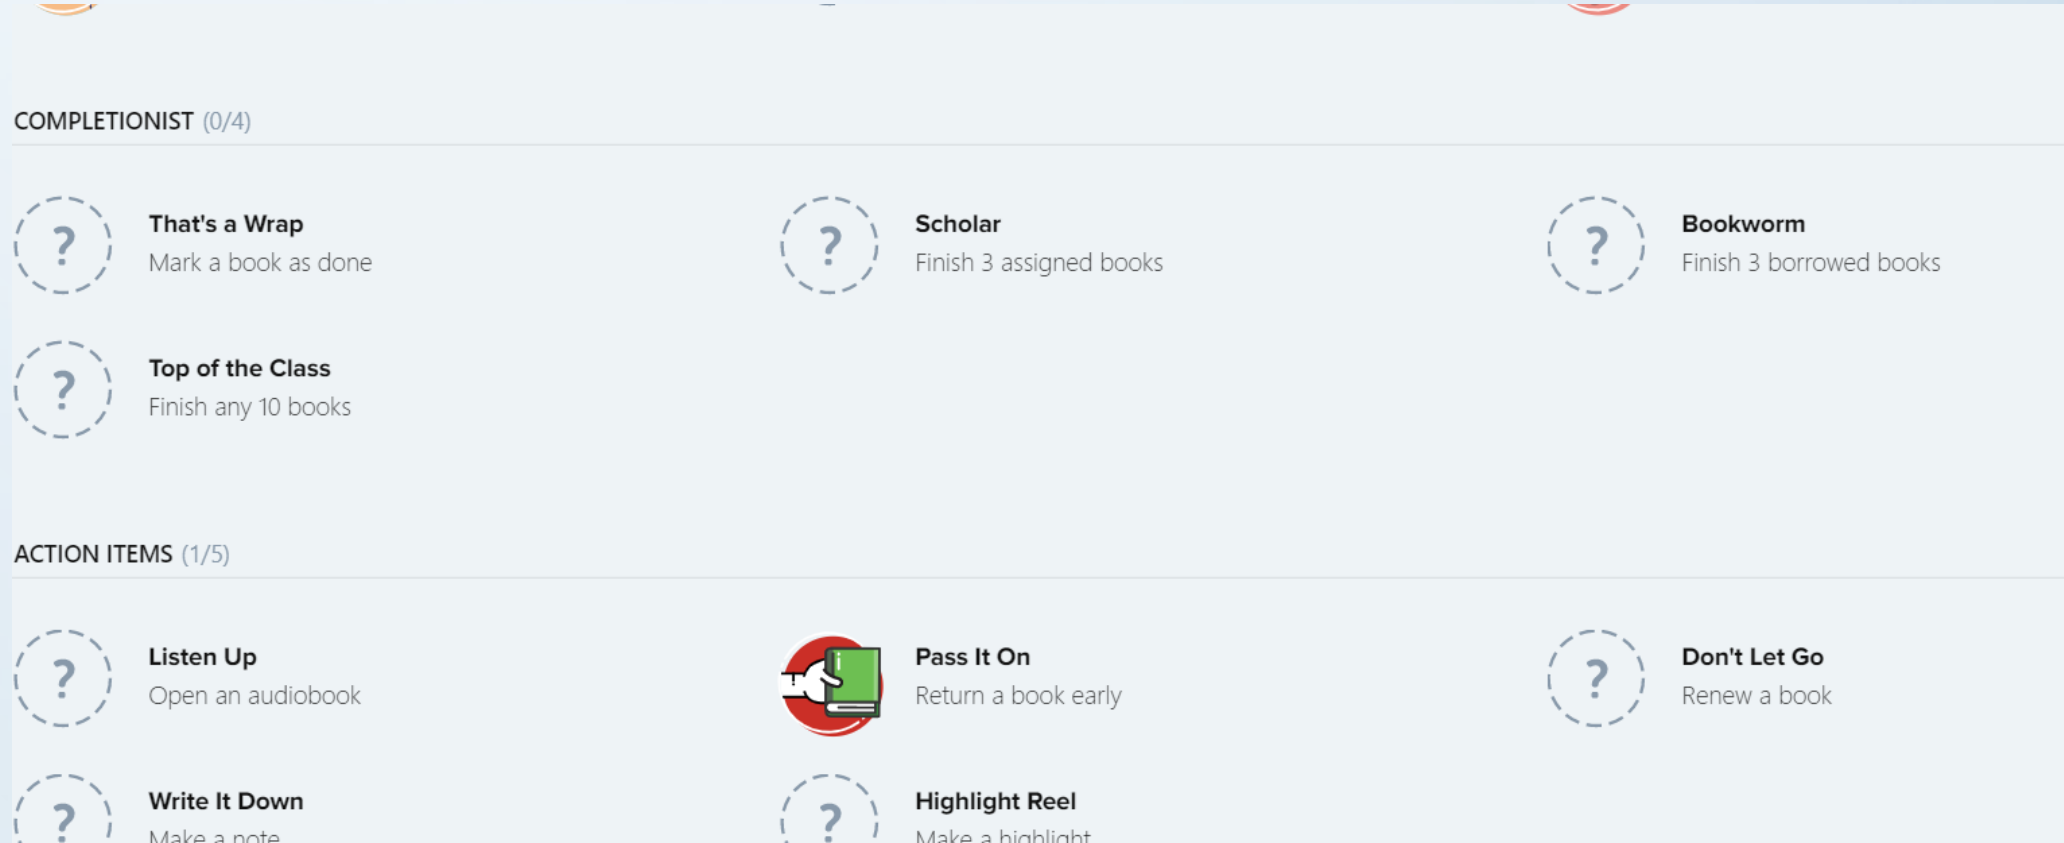 COMPLETIONIST (0/4)
? That's a Wrap
Mark a book as done
? Scholar
Finish 3 assigned books
? Bookworm
Finish 3 borrowed books
? Top of the Class
Finish any 10 books
ACTION ITEMS (1/5)
? Listen Up
Open an audiobook
Pass It On
Return a book early
? Don't Let Go
Renew a book
? Write It Down
Make a note
? Highlight Reel
Make a highlight